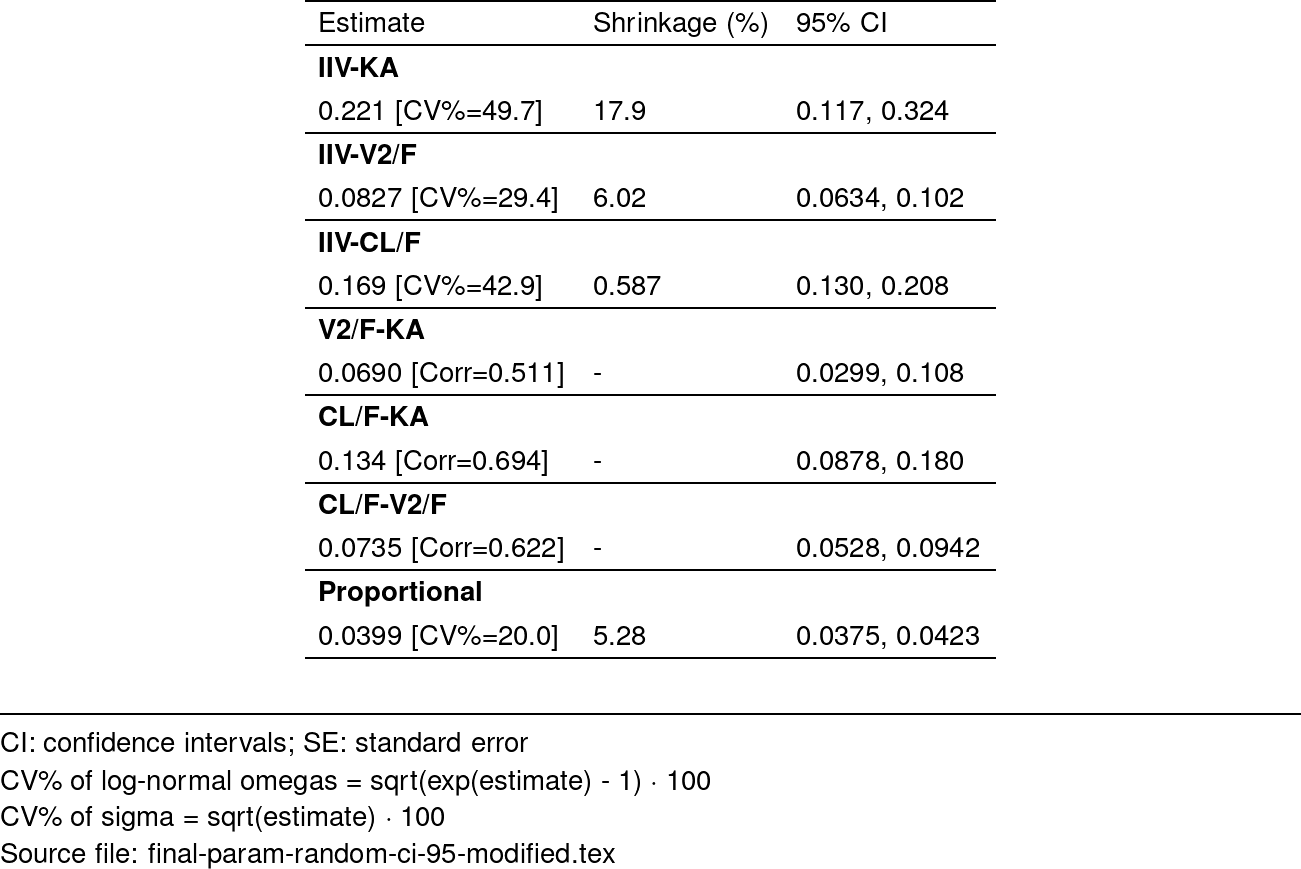 Estimate Shrinkage (%) 95% CI
IIV-KA
0.221 [CV%=49.7] 17.9 0.117, 0.324
IIV-V2/F
0.0827 [CV%=29.4] 6.02 0.0634, 0.102
IIV-CL/F
0.169 [CV%=42.9] 0.587 0.130, 0.208
V2/F-KA
0.0690 [Corr=0.511] - 0.0299, 0.108
CL/F-KA
0.134 [Corr=0.694] - 0.0878, 0.180
CL/F-V2/F
0.0735 [Corr=0.622] - 0.0528, 0.0942
Proportional
0.0399 [CV%=20.0] 5.28 0.0375, 0.0423
CI: confidence intervals; SE: standard error
CV% of log-normal omegas = sqrt(exp(estimate) - 1) · 100
CV% of sigma = sqrt(estimate) · 100
Source file: final-param-random-ci-95-modified.tex